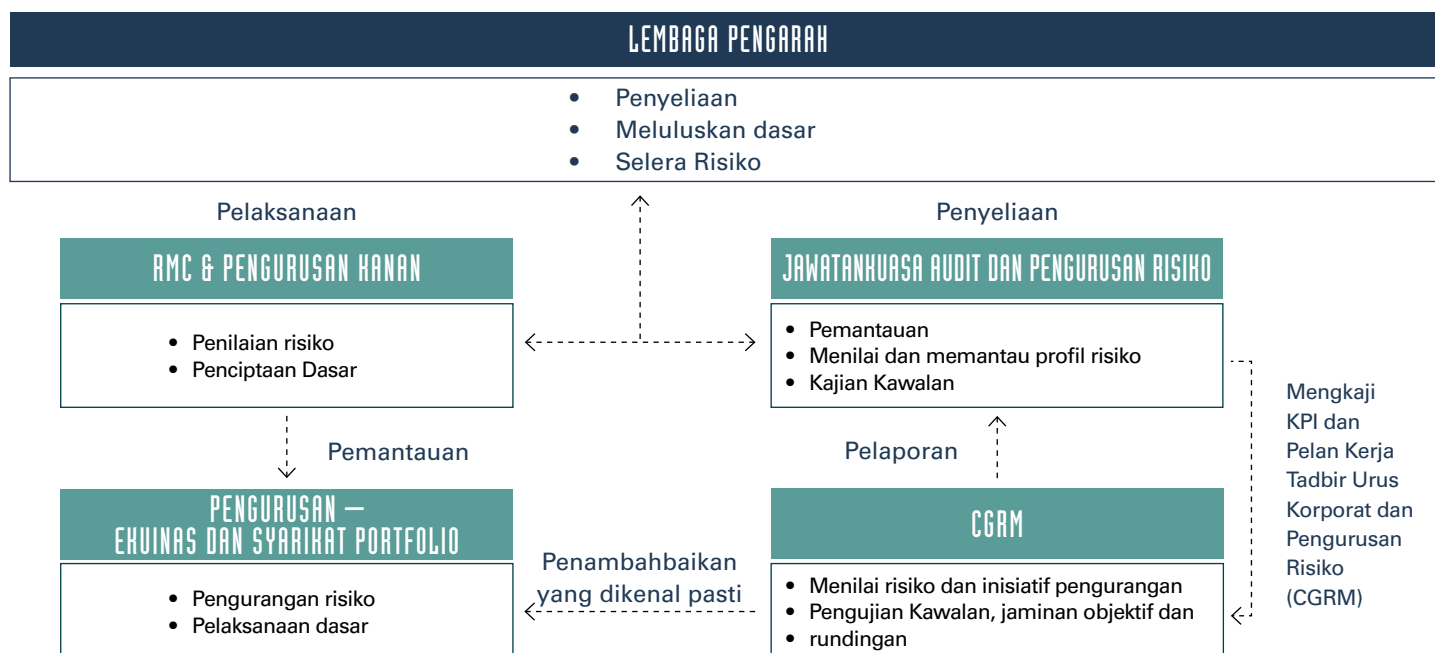 LEMBAGA PENGARAH
• Penyeliaan
• Meluluskan dasar
• Selera Risiko
Pelaksanaan
RMC & PENGURUSAN KANAN
• Penilaian risiko
• Penciptaan Dasar
Penyeliaan
JAWATANKUASA AUDIT DAN PENGURUSAN RISIKO
• Pemantauan
• Menilai dan memantau profil risiko
• Kajian Kawalan
Mengkaji
KPI dan
Pelan Kerja
Tadbir Urus
Korporat dan
Pengurusan
Risiko
(CGRM)
Pemantauan
Pelaporan
PENGURUSAN –
EKUINAS DAN SYARIKAT PORTFOLIO
• Pengurangan risiko
• Pelaksanaan dasar
Penambahbaikan
yang dikenal pasti
CGRM
• Menilai risiko dan inisiatif pengurangan
• Pengujian Kawalan, jaminan objektif dan
• rundingan